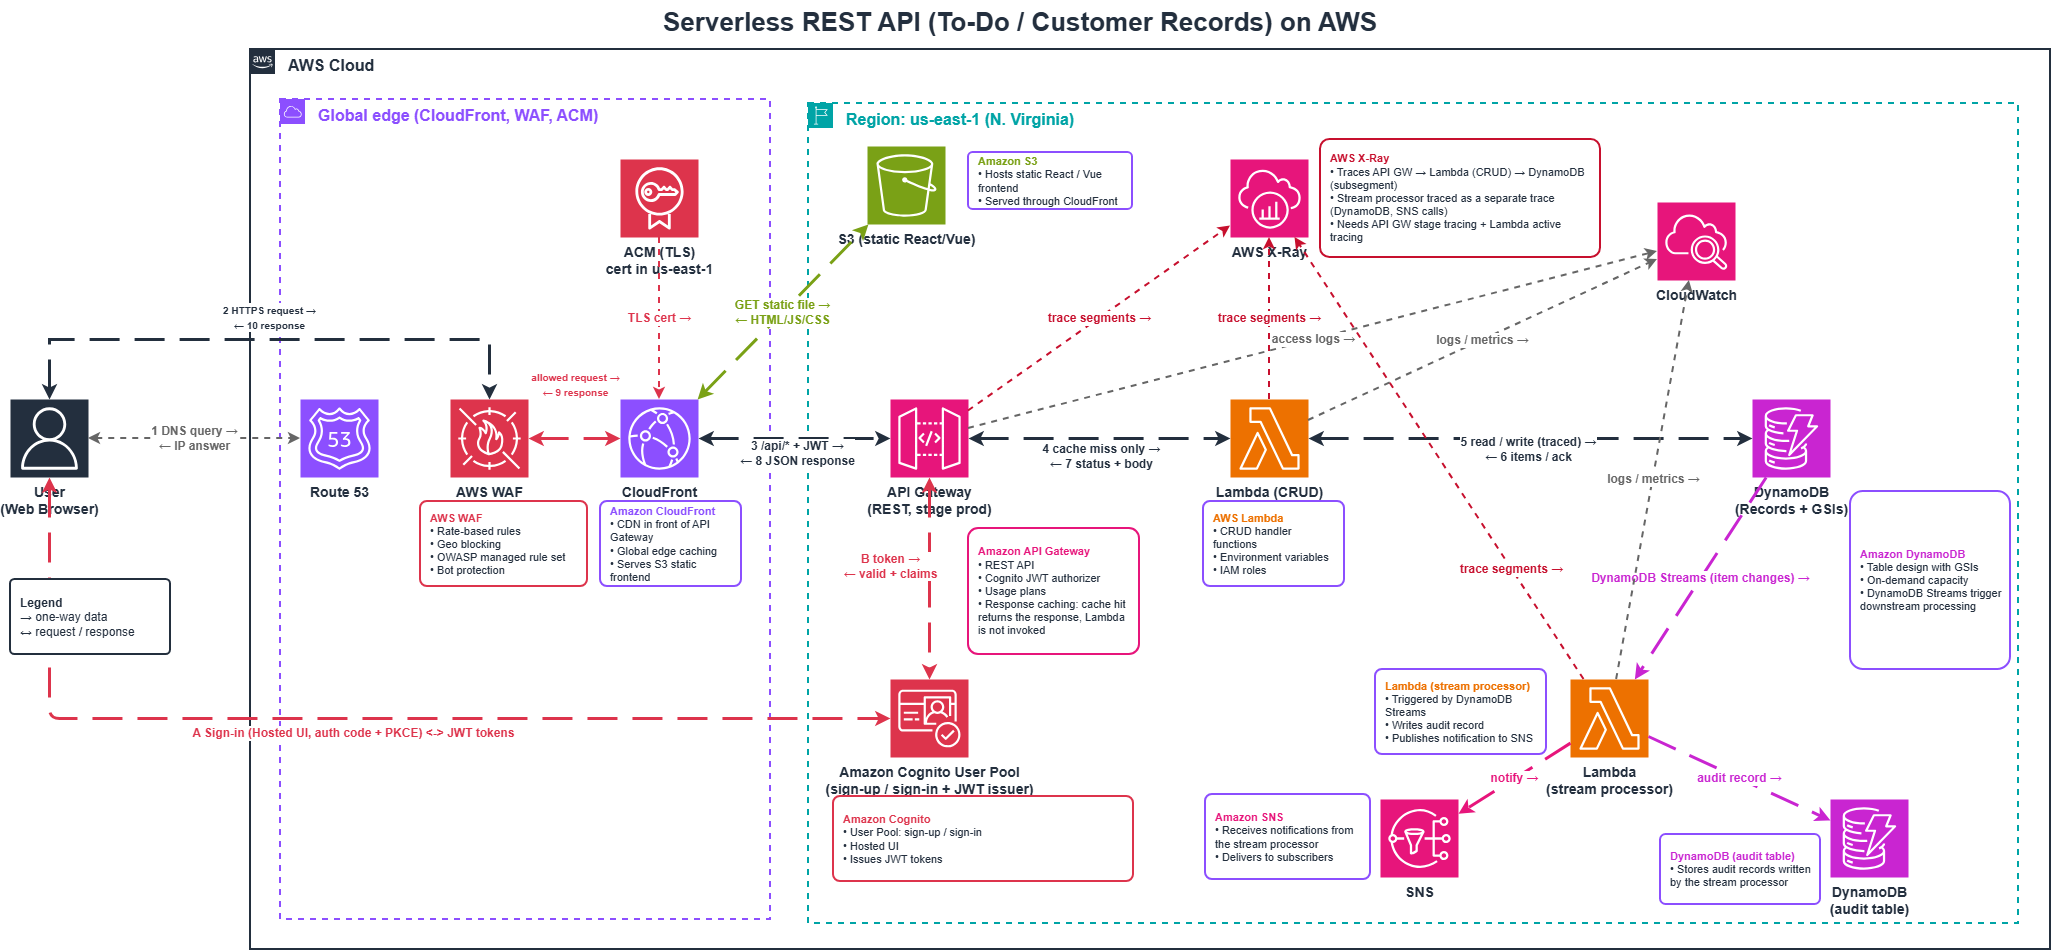 Serverless REST API (To-Do / Customer Records) on AWS
aws
AWS Cloud
Global edge (CloudFront, WAF, ACM)
Region: us-east-1 (N. Virginia)
ACM (TLS)
cert in us-east-1
S3 (static React/Vue)
Amazon S3
• Hosts static React / Vue
frontend
• Served through CloudFront
AWS X-Ray
AWS X-Ray
• Traces API GW → Lambda (CRUD) → DynamoDB
(subsegment)
• Stream processor traced as a separate trace
(DynamoDB, SNS calls)
• Needs API GW stage tracing + Lambda active
tracing
CloudWatch
2 HTTPS request →
← 10 response
TLS cert →
GET static file →
← HTML/JS/CSS
trace segments →
trace segments →
access logs →
logs / metrics →
allowed request →
← 9 response
1 DNS query →
← IP answer
53
3 /api/* + JWT →
← 8 JSON response
4 cache miss only →
← 7 status + body
5 read / write (traced) →
← 6 items / ack
logs / metrics →
User
(Web Browser)
Route 53
AWS WAF
CloudFront
API Gateway
(REST, stage prod)
Lambda (CRUD)
DynamoDB
(Records + GSIs)
AWS WAF
• Rate-based rules
• Geo blocking
• OWASP managed rule set
• Bot protection
Amazon CloudFront
• CDN in front of API
Gateway
• Global edge caching
• Serves S3 static
frontend
B token →
← valid + claims
Amazon API Gateway
• REST API
• Cognito JWT authorizer
• Usage plans
• Response caching: cache hit
returns the response, Lambda
is not invoked
AWS Lambda
• CRUD handler
functions
• Environment variables
• IAM roles
trace segments →
DynamoDB Streams (item changes) →
Amazon DynamoDB
• Table design with GSIs
• On-demand capacity
• DynamoDB Streams trigger
downstream processing
Legend
→ one-way data
↔ request / response
A Sign-in (Hosted UI, auth code + PKCE) <-> JWT tokens
Amazon Cognito User Pool
(sign-up / sign-in + JWT issuer)
Amazon Cognito
• User Pool: sign-up / sign-in
• Hosted UI
• Issues JWT tokens
Lambda (stream processor)
• Triggered by DynamoDB
Streams
• Writes audit record
• Publishes notification to SNS
Lambda
(stream processor)
notify →
audit record →
Amazon SNS
• Receives notifications from
the stream processor
• Delivers to subscribers
SNS
DynamoDB (audit table)
• Stores audit records written
by the stream processor
DynamoDB
(audit table)